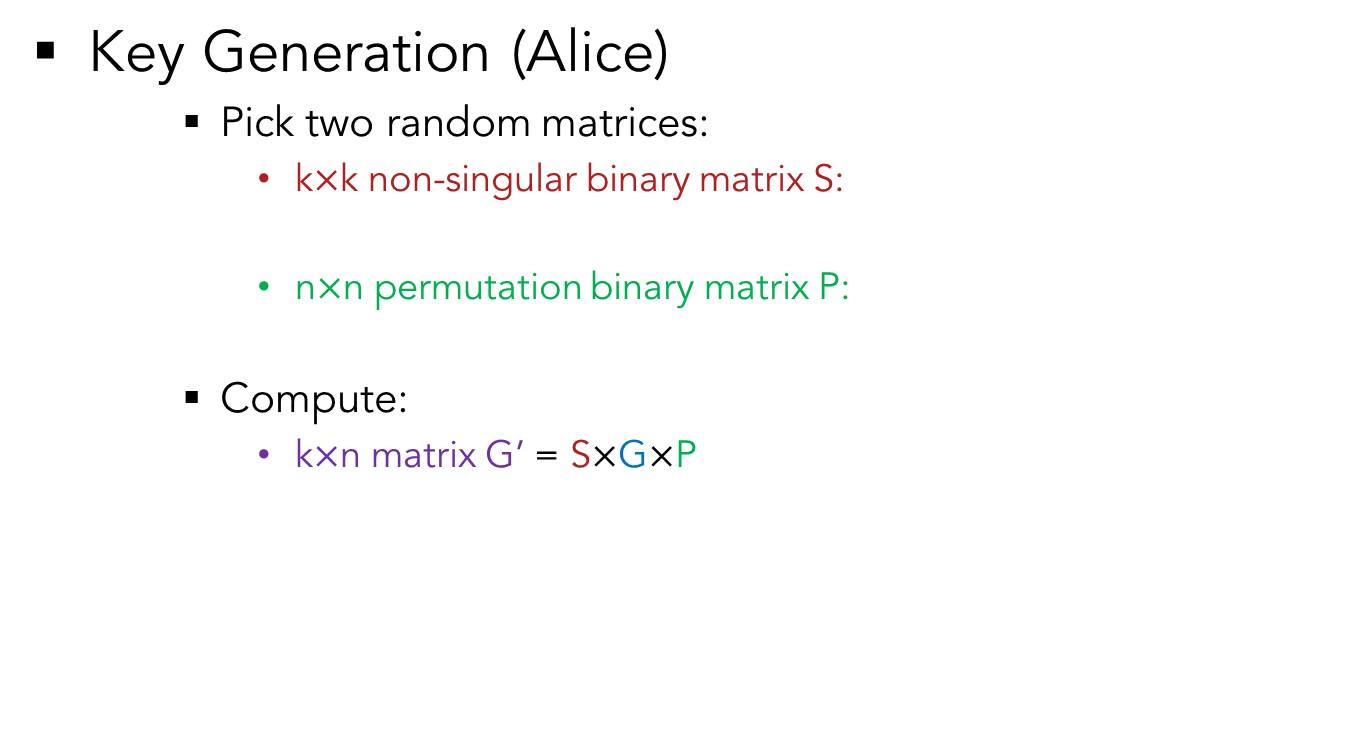 ▪ Key Generation (Alice)
▪ Pick two random matrices:
• k×k non-singular binary matrix S:
• n×n permutation binary matrix P:
▪ Compute:
• k×n matrix G’ = S×G×P